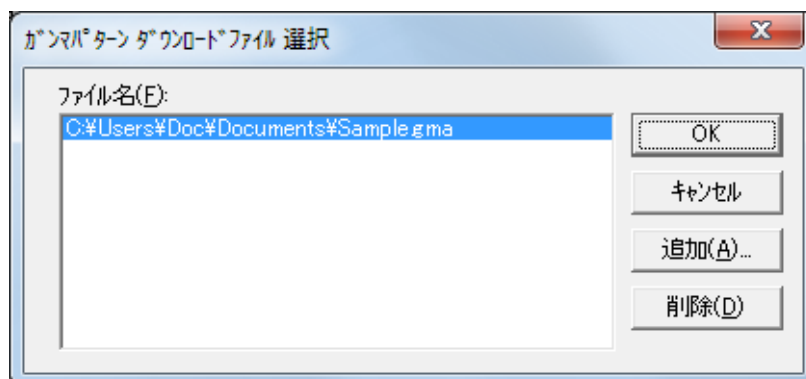 ｶﾞﾝﾏﾊﾟﾀｰﾝ ﾀﾞｳﾝﾛｰﾄﾞﾌｧｲﾙ 選択
ﾌｧｲﾙ名(F):
C:¥Users¥Doc¥Documents¥Sample.gma
OK
ｷｬﾝｾﾙ
追加(A)...
削除(D)